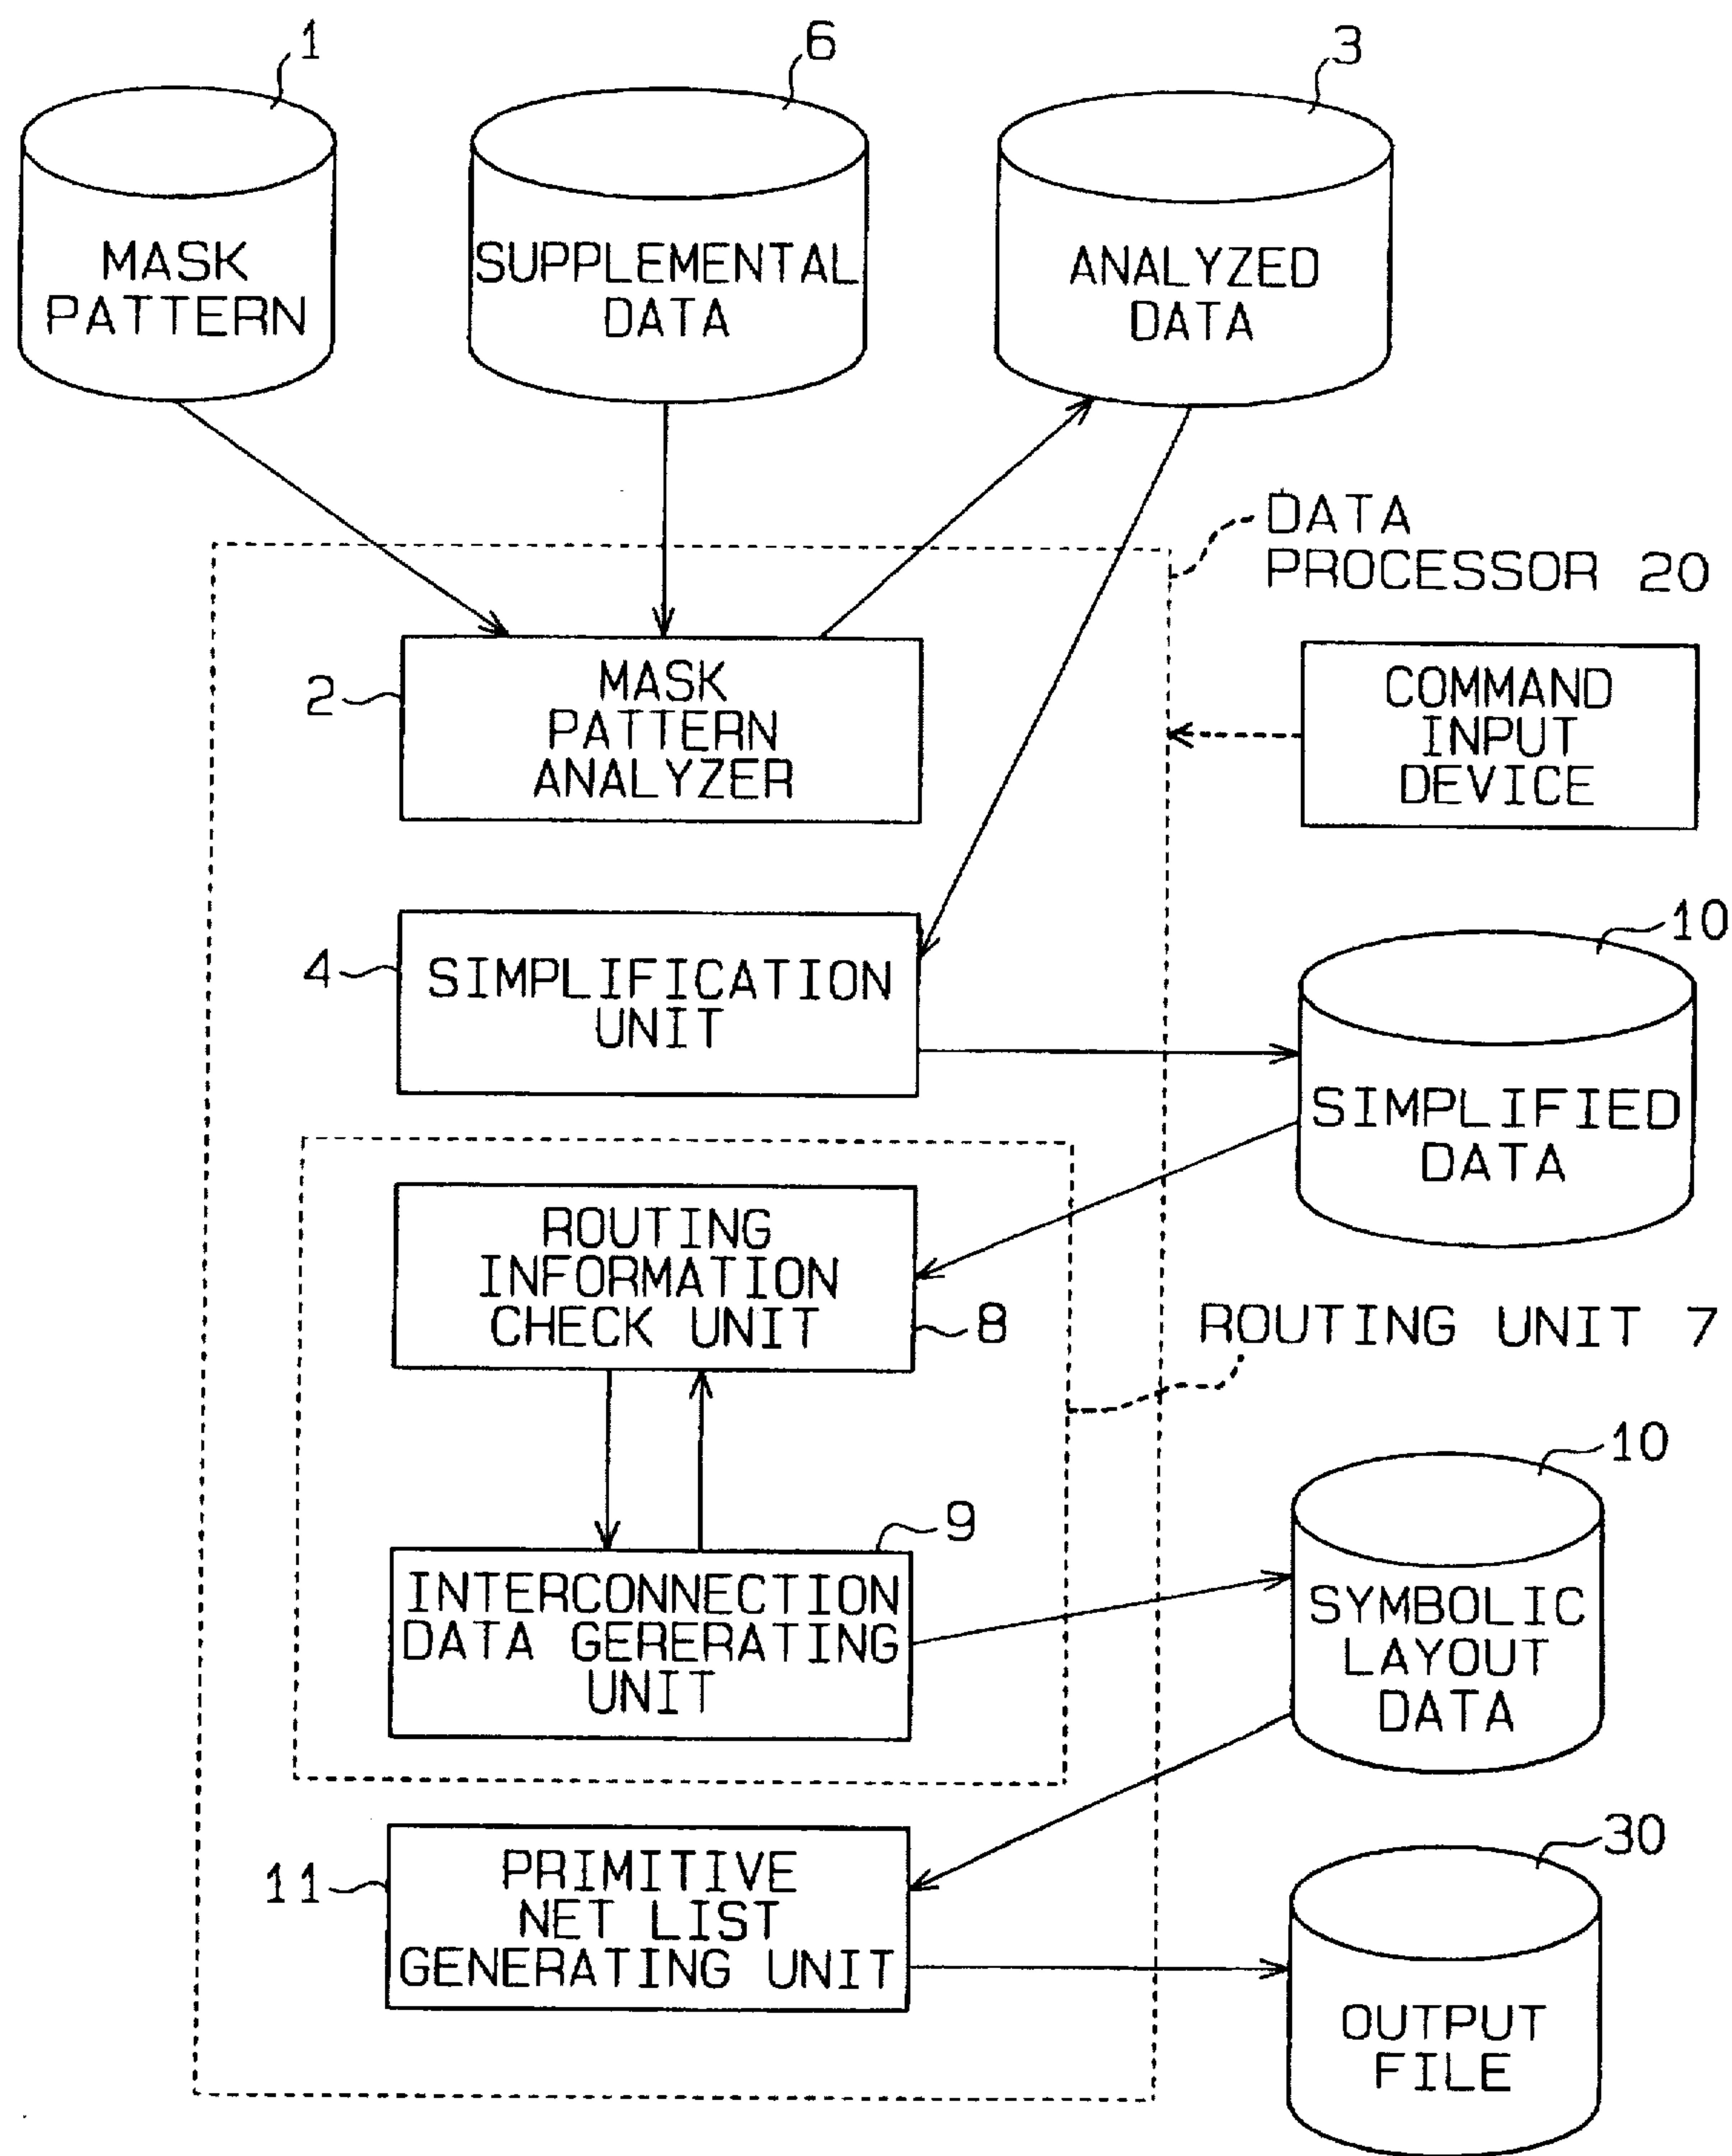 1
6
3
MASK
PATTERN
SUPPLEMENTAL
DATA
ANALYZED
DATA
DATA
PROCESSOR 20
2
MASK
PATTERN
ANALYZER
COMMAND
INPUT
DEVICE
4
SIMPLIFICATION
UNIT
10
SIMPLIFIED
DATA
ROUTING
INFORMATION
CHECK UNIT
8
ROUTING UNIT 7
9
INTERCONNECTION
DATA GERERATING
UNIT
10
SYMBOLIC
LAYOUT
DATA
11
PRIMITIVE
NET LIST
GENERATING UNIT
30
OUTPUT
FILE